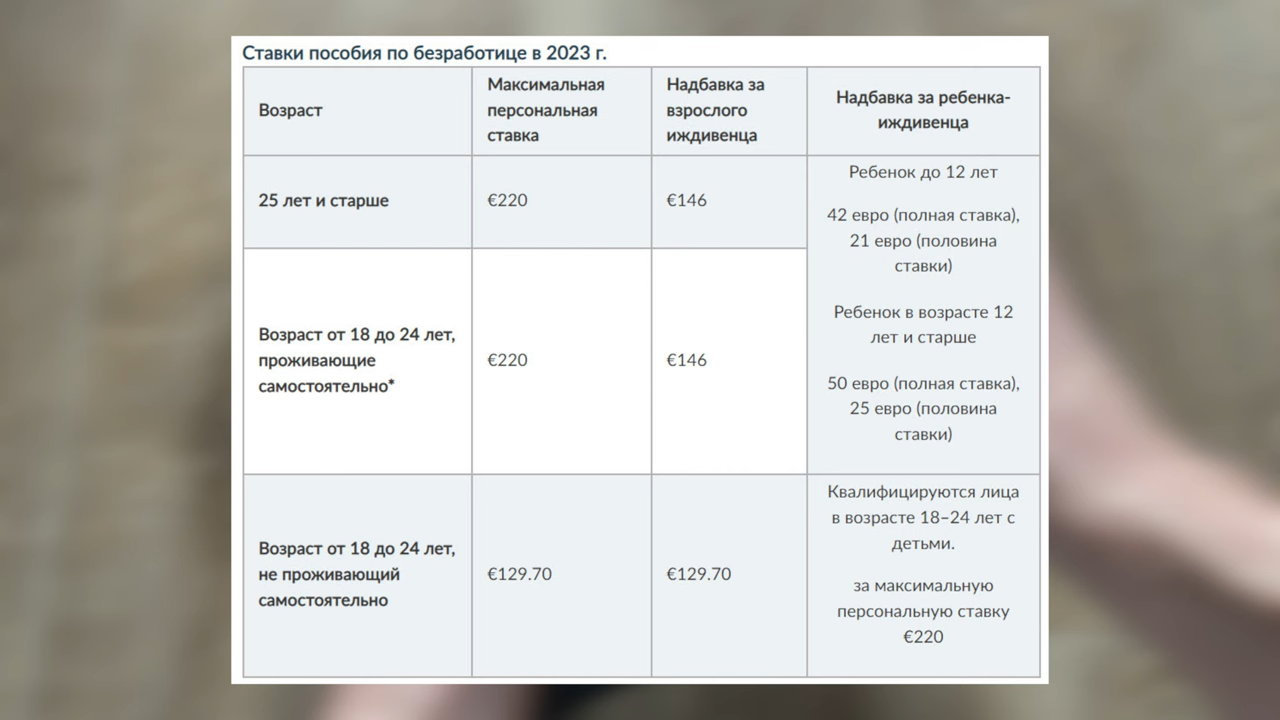 Ставки пособия по безработице в 2023 г.
Возраст
Максимальная
персональная
ставка
Надбавка за
взрослого
иждивенца
Надбавка за ребенка-
иждивенца
25 лет и старше
€220
€146
Ребенок до 12 лет
42 евро (полная ставка),
21 евро (половина
ставки)
Ребенок в возрасте 12
лет и старше
50 евро (полная ставка),
25 евро (половина
ставки)
Возраст от 18 до 24 лет,
проживающие
самостоятельно*
€220
€146
Возраст от 18 до 24 лет,
не проживающий
самостоятельно
€129.70
€129.70
Квалифицируются лица
в возрасте 18–24 лет с
детьми.
за максимальную
персональную ставку
€220